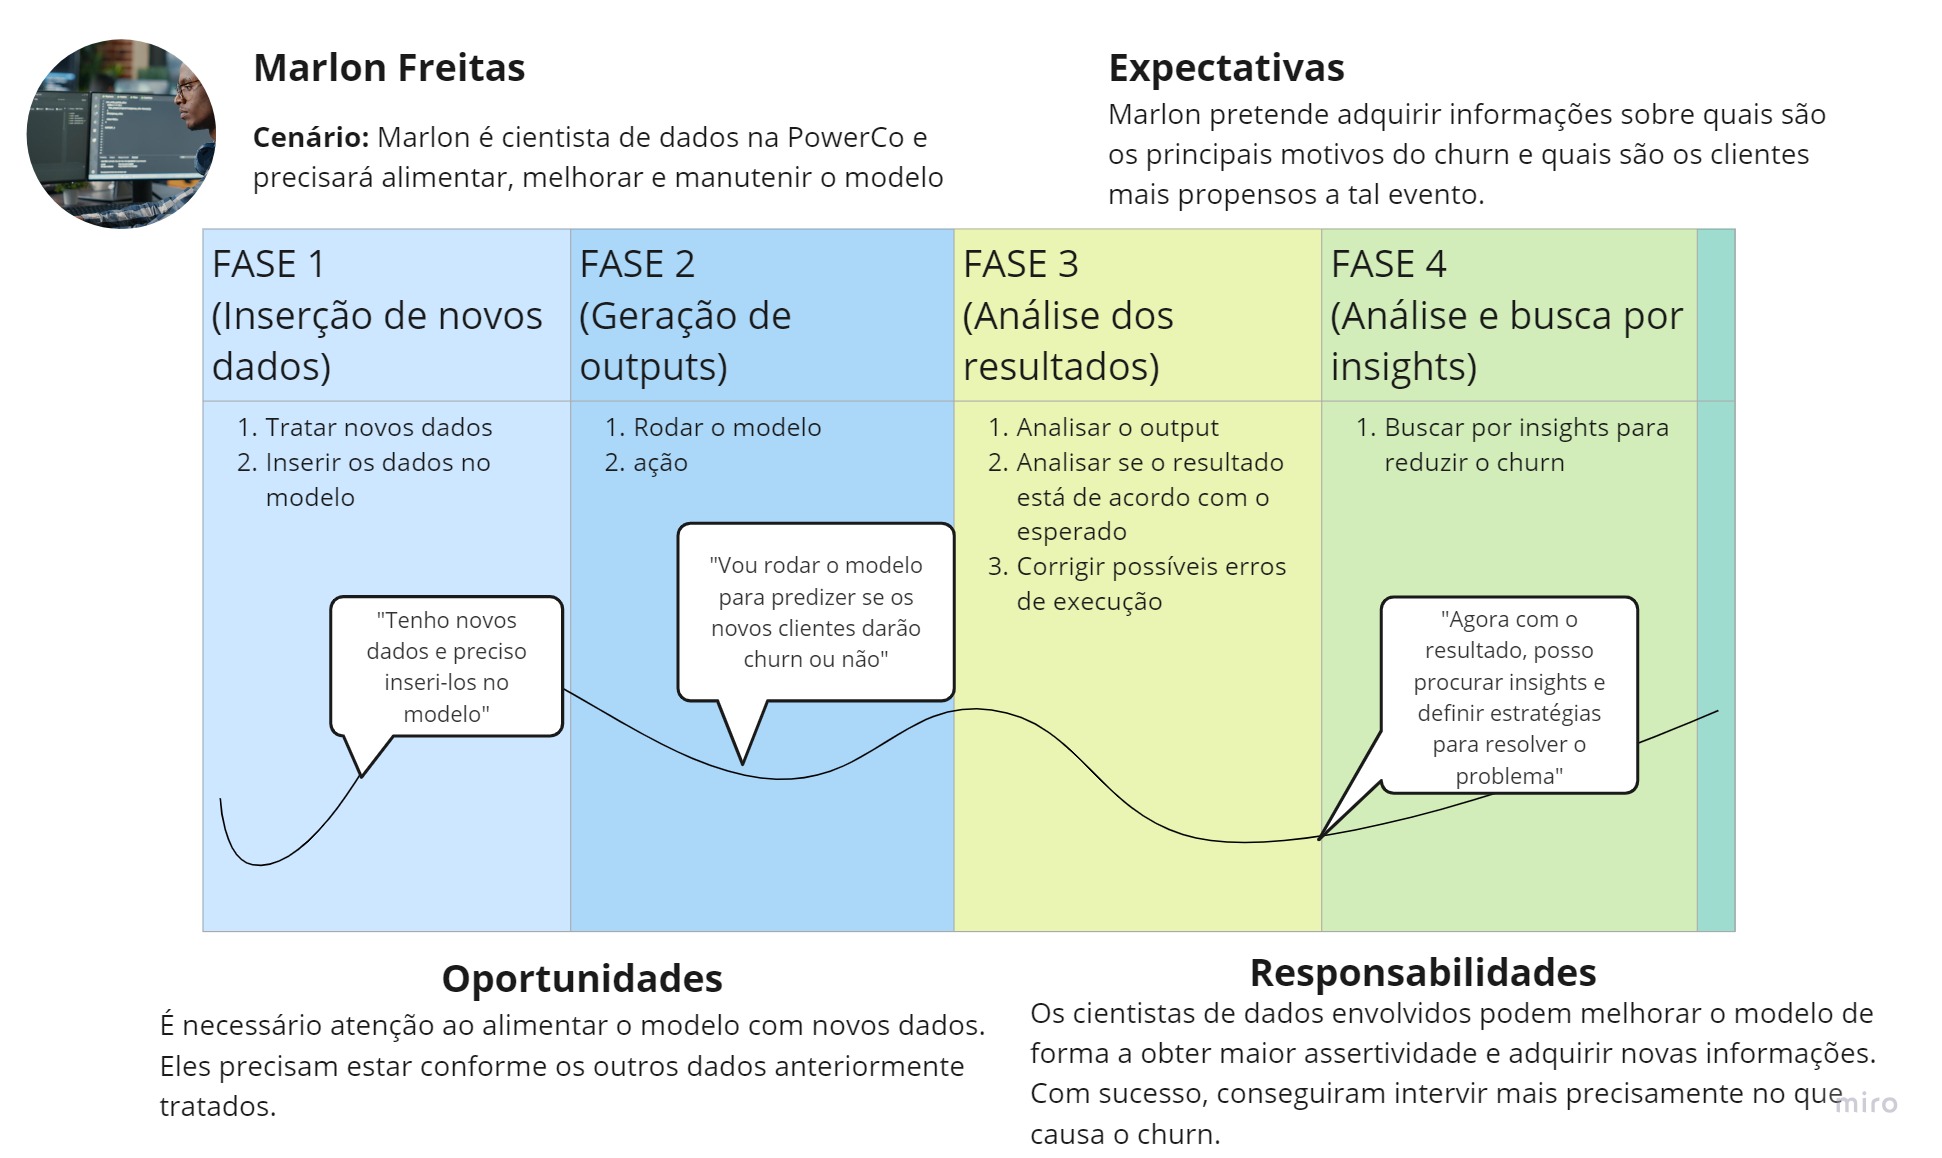 Marlon Freitas
Cenário: Marlon é cientista de dados na PowerCo e
precisará alimentar, melhorar e manutenir o modelo
Expectativas
Marlon pretende adquirir informações sobre quais são
os principais motivos do churn e quais são os clientes
mais propensos a tal evento.
FASE 1
(Inserção de novos
dados)
FASE 2
(Geração de
outputs)
FASE 3
(Análise dos
resultados)
FASE 4
(Análise e busca por
insights)
1. Tratar novos dados
2. Inserir os dados no
modelo
1. Rodar o modelo
2. ação
1. Analisar o output
2. Analisar se o resultado
está de acordo com o
esperado
3. Corrigir possíveis erros
de execução
1. Buscar por insights para
reduzir o churn
"Tenho novos
dados e preciso
inseri-los no
modelo"
"Vou rodar o modelo
para predizer se os
novos clientes darão
churn ou não"
"Agora com o
resultado, posso
procurar insights e
definir estratégias
para resolver o
problema"
Oportunidades
É necessário atenção ao alimentar o modelo com novos dados.
Eles precisam estar conforme os outros dados anteriormente
tratados.
Responsabilidades
Os cientistas de dados envolvidos podem melhorar o modelo de
forma a obter maior assertividade e adquirir novas informações.
Com sucesso, conseguiram intervir mais precisamente no que
causa o churn.
miro